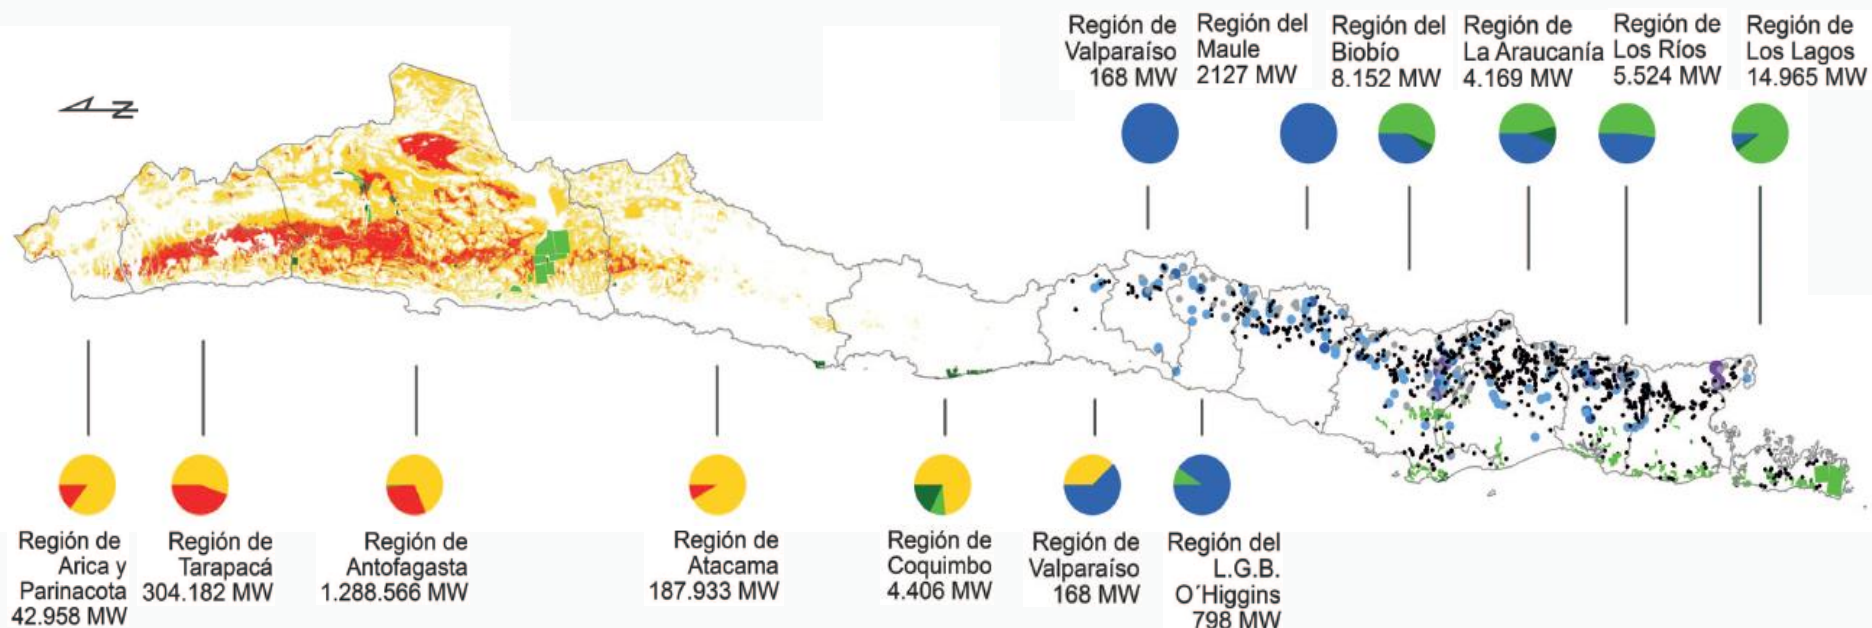 Región de
Valparaíso
168 MW
Región del
Maule
2127 MW
Región del
Biobío
8.152 MW
Región de
La Araucanía
4.169 MW
Región de
Los Ríos
5.524 MW
Región de
Los Lagos
14.965 MW
N
Región de
Arica y
Parinacota
42.958 MW
Región de
Tarapacá
304.182 MW
Región de
Antofagasta
1.288.566 MW
Región de
Atacama
187.933 MW
Región de
Coquimbo
4.406 MW
Región de
Valparaíso
168 MW
Región del
L.G.B.
O´Higgins
798 MW